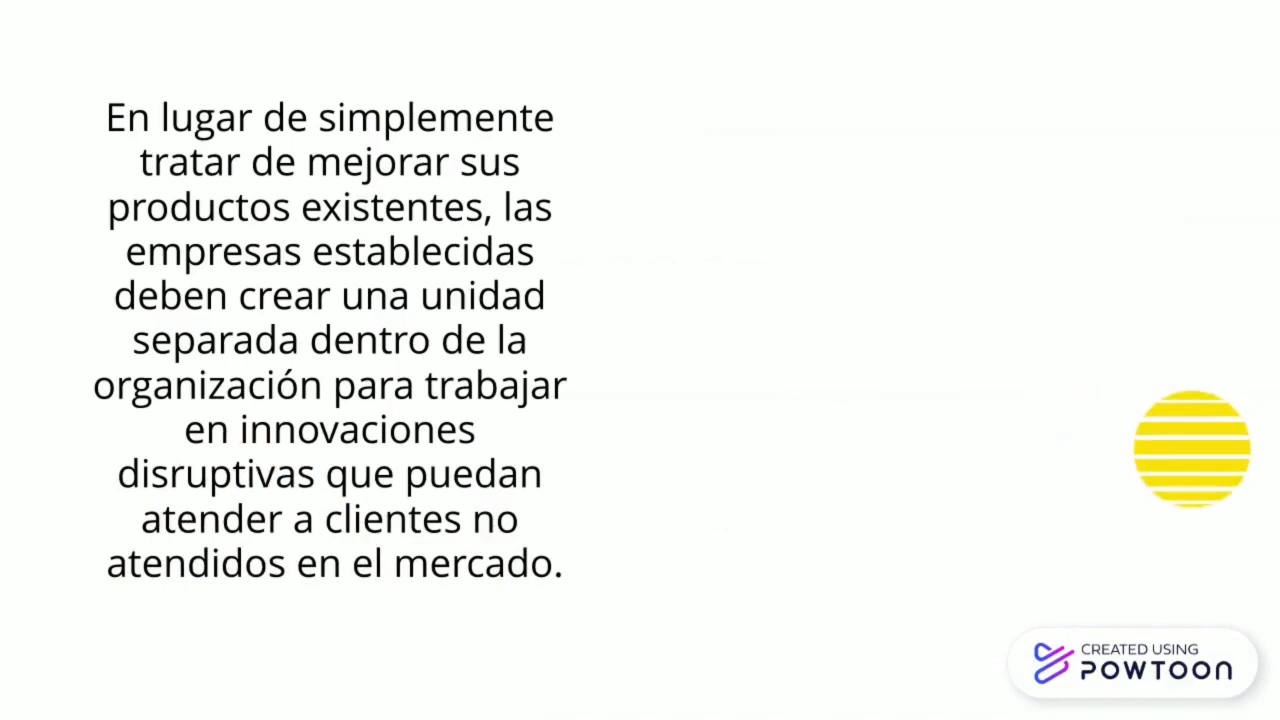 En lugar de simplemente
tratar de mejorar sus
productos existentes, las
empresas establecidas
deben crear una unidad
separada dentro de la
organización para trabajar
en innovaciones
disruptivas que puedan
atender a clientes no
atendidos en el mercado.
CREATED USING
POWTOON